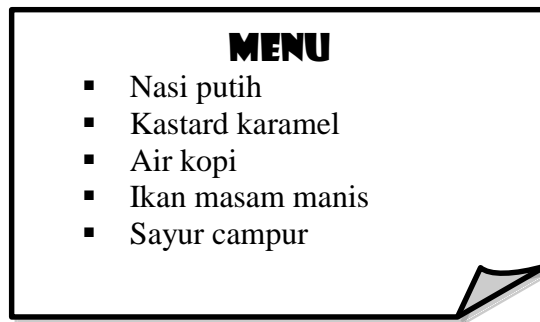 MENU
▪ Nasi putih
▪ Kastard karamel
▪ Air kopi
▪ Ikan masam manis
▪ Sayur campur